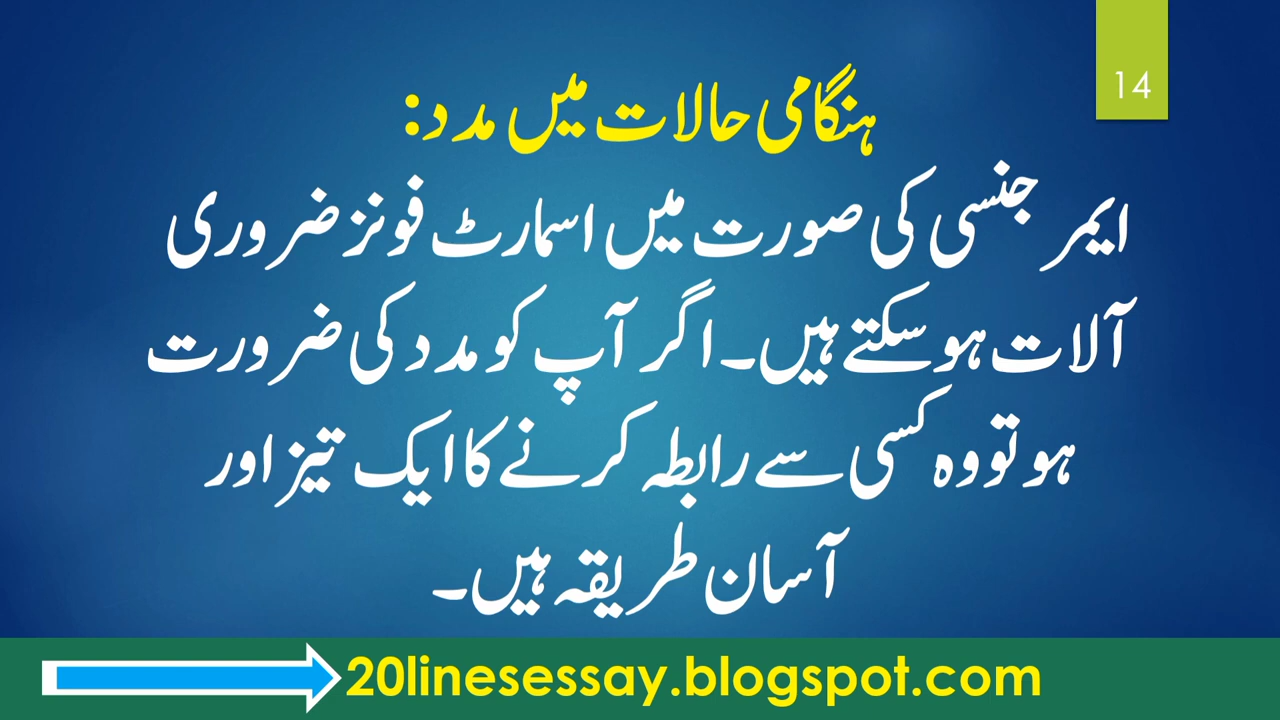 14
ہنگامی حالات میں مدد:
ایمر جنسی کی صورت میں اسمارٹ فونز ضروری
آلات ہو سکتے ہیں۔ اگر آپ کو مدد کی ضرورت
ہو تو وہ کسی سے رابطہ کرنے کا ایک تیز اور
آسان طریقہ ہیں۔
20linesessay.blogspot.com